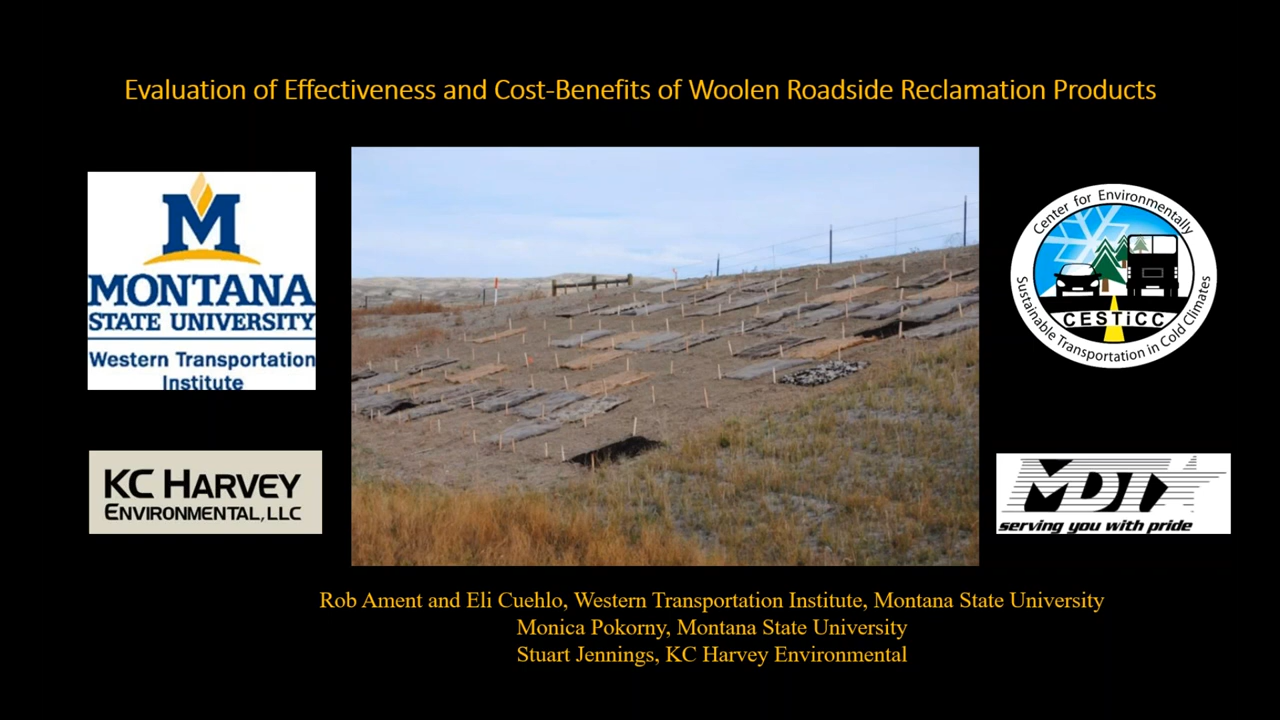 Evaluation of Effectiveness and Cost-Benefits of Woolen Roadside Reclamation Products
M
MONTANA
STATE UNIVERSITY
Western Transportation
Institute
KC HARVEY
ENVIRONMENTAL, LLC
Center for Environmentally
CESTiCC
Sustainable Transportation in Cold Climates
MDT
serving you with pride
Rob Ament and Eli Cuehlo, Western Transportation Institute, Montana State University
Monica Pokorny, Montana State University
Stuart Jennings, KC Harvey Environmental